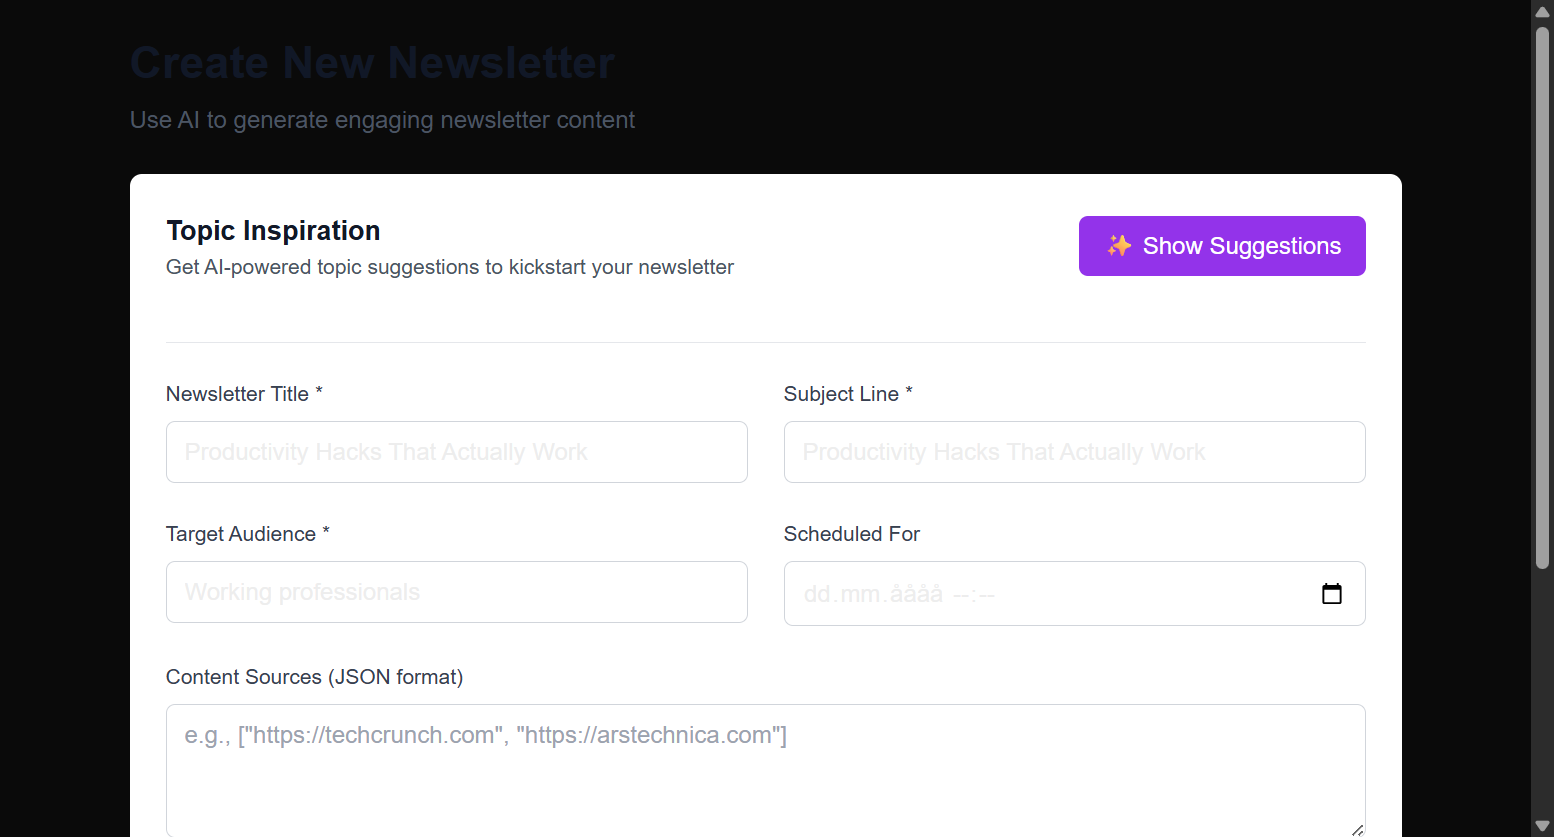 Create New Newsletter
Use AI to generate engaging newsletter content
Topic Inspiration
Get AI-powered topic suggestions to kickstart your newsletter
✨ Show Suggestions
Newsletter Title *
Subject Line *
Productivity Hacks That Actually Work
Productivity Hacks That Actually Work
Target Audience *
Scheduled For
Working professionals
dd.mm.åååå --:--
Content Sources (JSON format)
e.g., ["https://techcrunch.com", "https://arstechnica.com"]